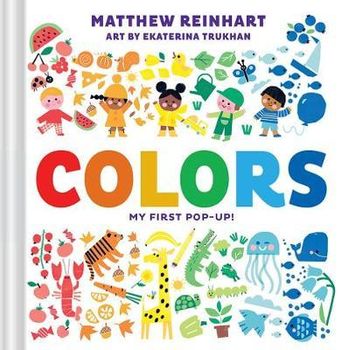 MATTHEW REINHART
ART BY EKATERINA TRUKHAN
COLORS
MY FIRST POP-UP!